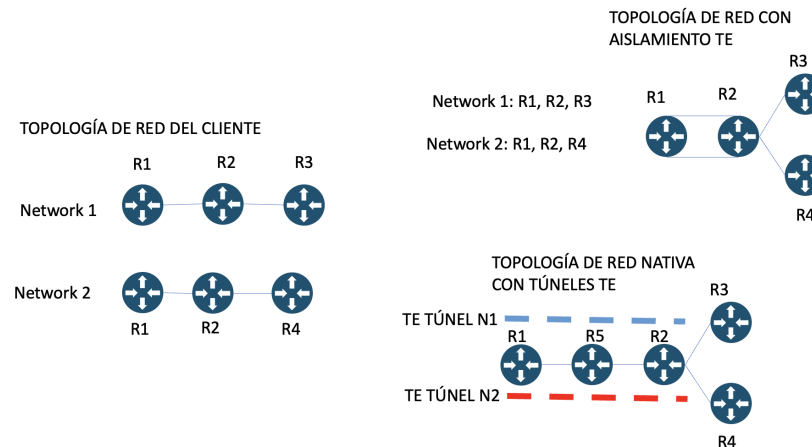 TOPOLOGÍA DE RED DEL CLIENTE
R1
R2
R3
Network 1
Network 2
R1
R2
R4
TOPOLOGÍA DE RED CON
AISLAMIENTO TE
R3
Network 1: R1, R2, R3
R1
R2
Network 2: R1, R2, R4
R4
TOPOLOGÍA DE RED NATIVA
CON TÚNELES TE
R3
TE TÚNEL N1
R1
R5
R2
TE TÚNEL N2
R4